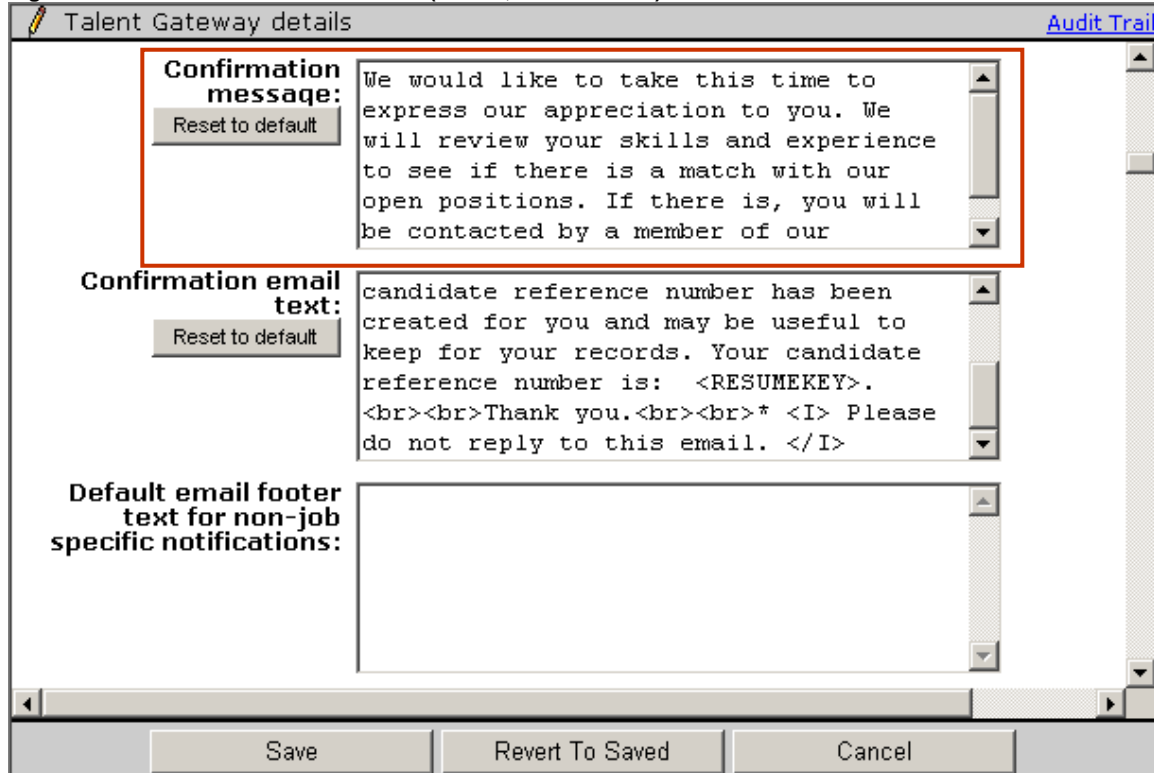 Talent Gateway details
Audit Trail
Confirmation
message:
Reset to default
We would like to take this time to
express our appreciation to you. We
will review your skills and experience
to see if there is a match with our
open positions. If there is, you will
be contacted by a member of our
Confirmation email
text:
Reset to default
candidate reference number has been
created for you and may be useful to
keep for your records. Your candidate
reference number is:  <RESUMEKEY>.
<br><br>Thank you.<br><br>* <I> Please
do not reply to this email. </I>
Default email footer
text for non-job
specific notifications:
Save
Revert To Saved
Cancel